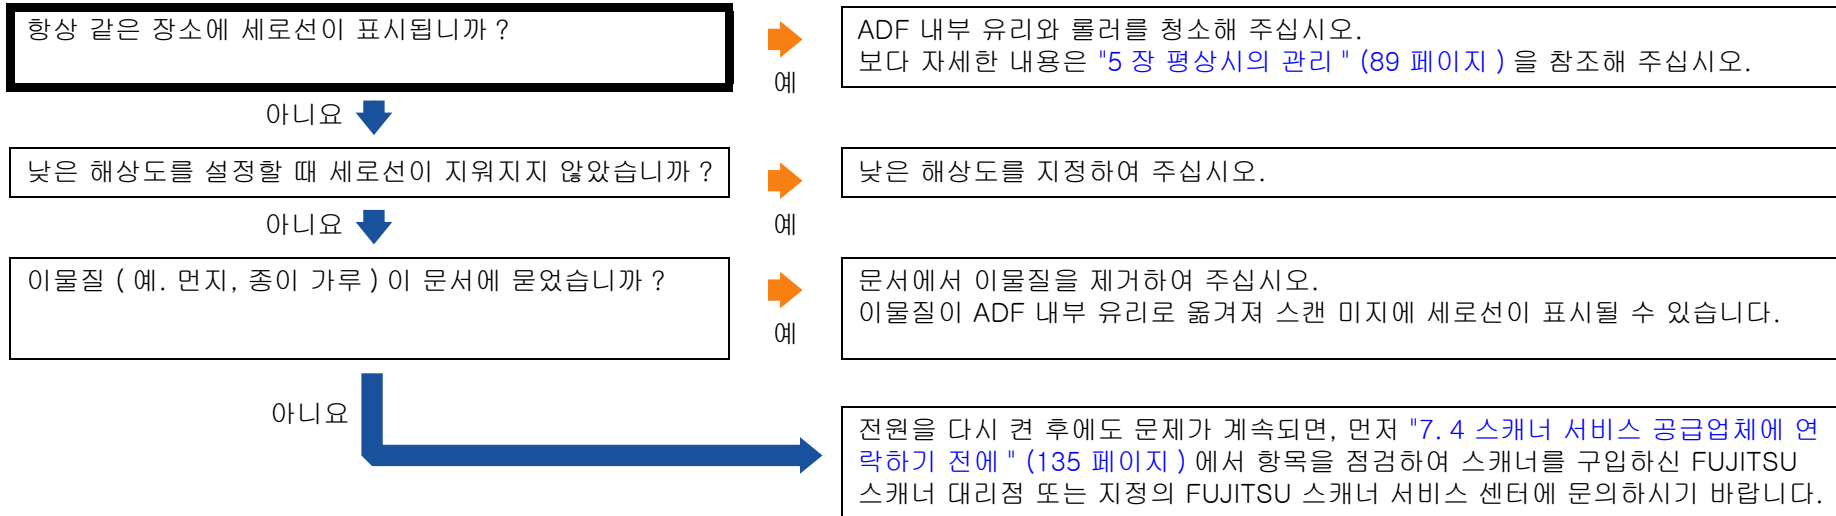 항상 같은 장소에 세로선이 표시됩니까 ?
예
ADF 내부 유리와 롤러를 청소해 주십시오.
보다 자세한 내용은 "5 장 평상시의 관리 " (89 페이지 ) 을 참조해 주십시오.
아니요
낮은 해상도를 설정할 때 세로선이 지워지지 않았습니까 ?
예
낮은 해상도를 지정하여 주십시오.
아니요
이물질 ( 예. 먼지, 종이 가루 ) 이 문서에 묻었습니까 ?
예
문서에서 이물질을 제거하여 주십시오.
이물질이 ADF 내부 유리로 옮겨져 스캔 미지에 세로선이 표시될 수 있습니다.
아니요
전원을 다시 켠 후에도 문제가 계속되면, 먼저 "7. 4 스캐너 서비스 공급업체에 연
락하기 전에 " (135 페이지 ) 에서 항목을 점검하여 스캐너를 구입하신 FUJITSU
스캐너 대리점 또는 지정의 FUJITSU 스캐너 서비스 센터에 문의하시기 바랍니다.